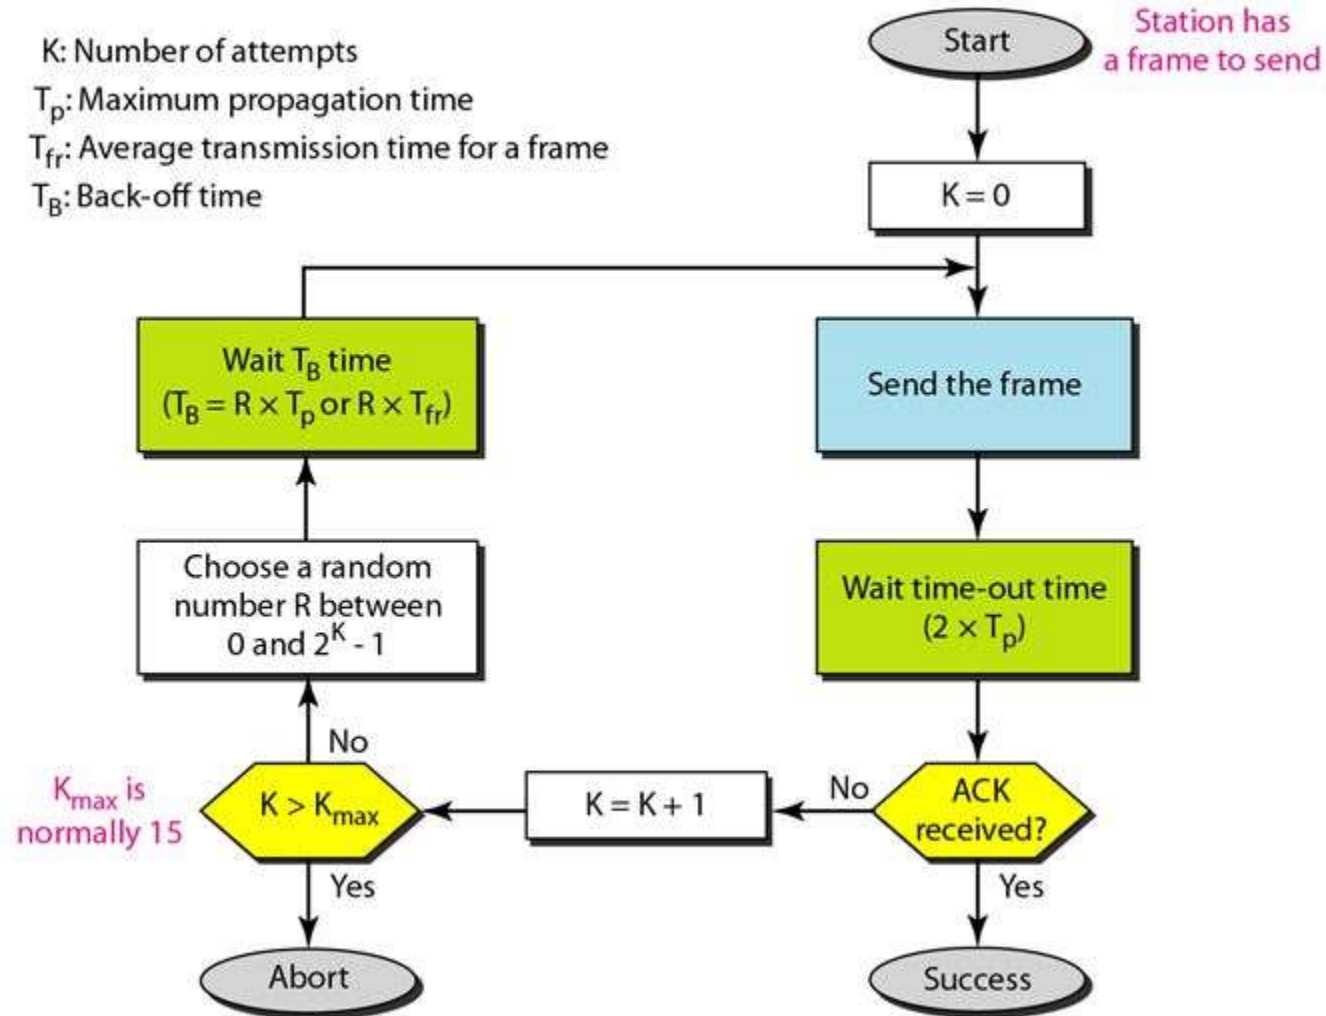 K: Number of attempts
Tp: Maximum propagation time
Tfr: Average transmission time for a frame
TB: Back-off time
Start
Station has
a frame to send
K = 0
Wait TB time
(TB = R × Tp or R × Tfr)
Send the frame
Choose a random
number R between
0 and 2^K - 1
Wait time-out time
(2 × Tp)
No
Kmax is
normally 15
K > Kmax
K = K + 1
No
ACK
received?
Yes
Yes
Abort
Success